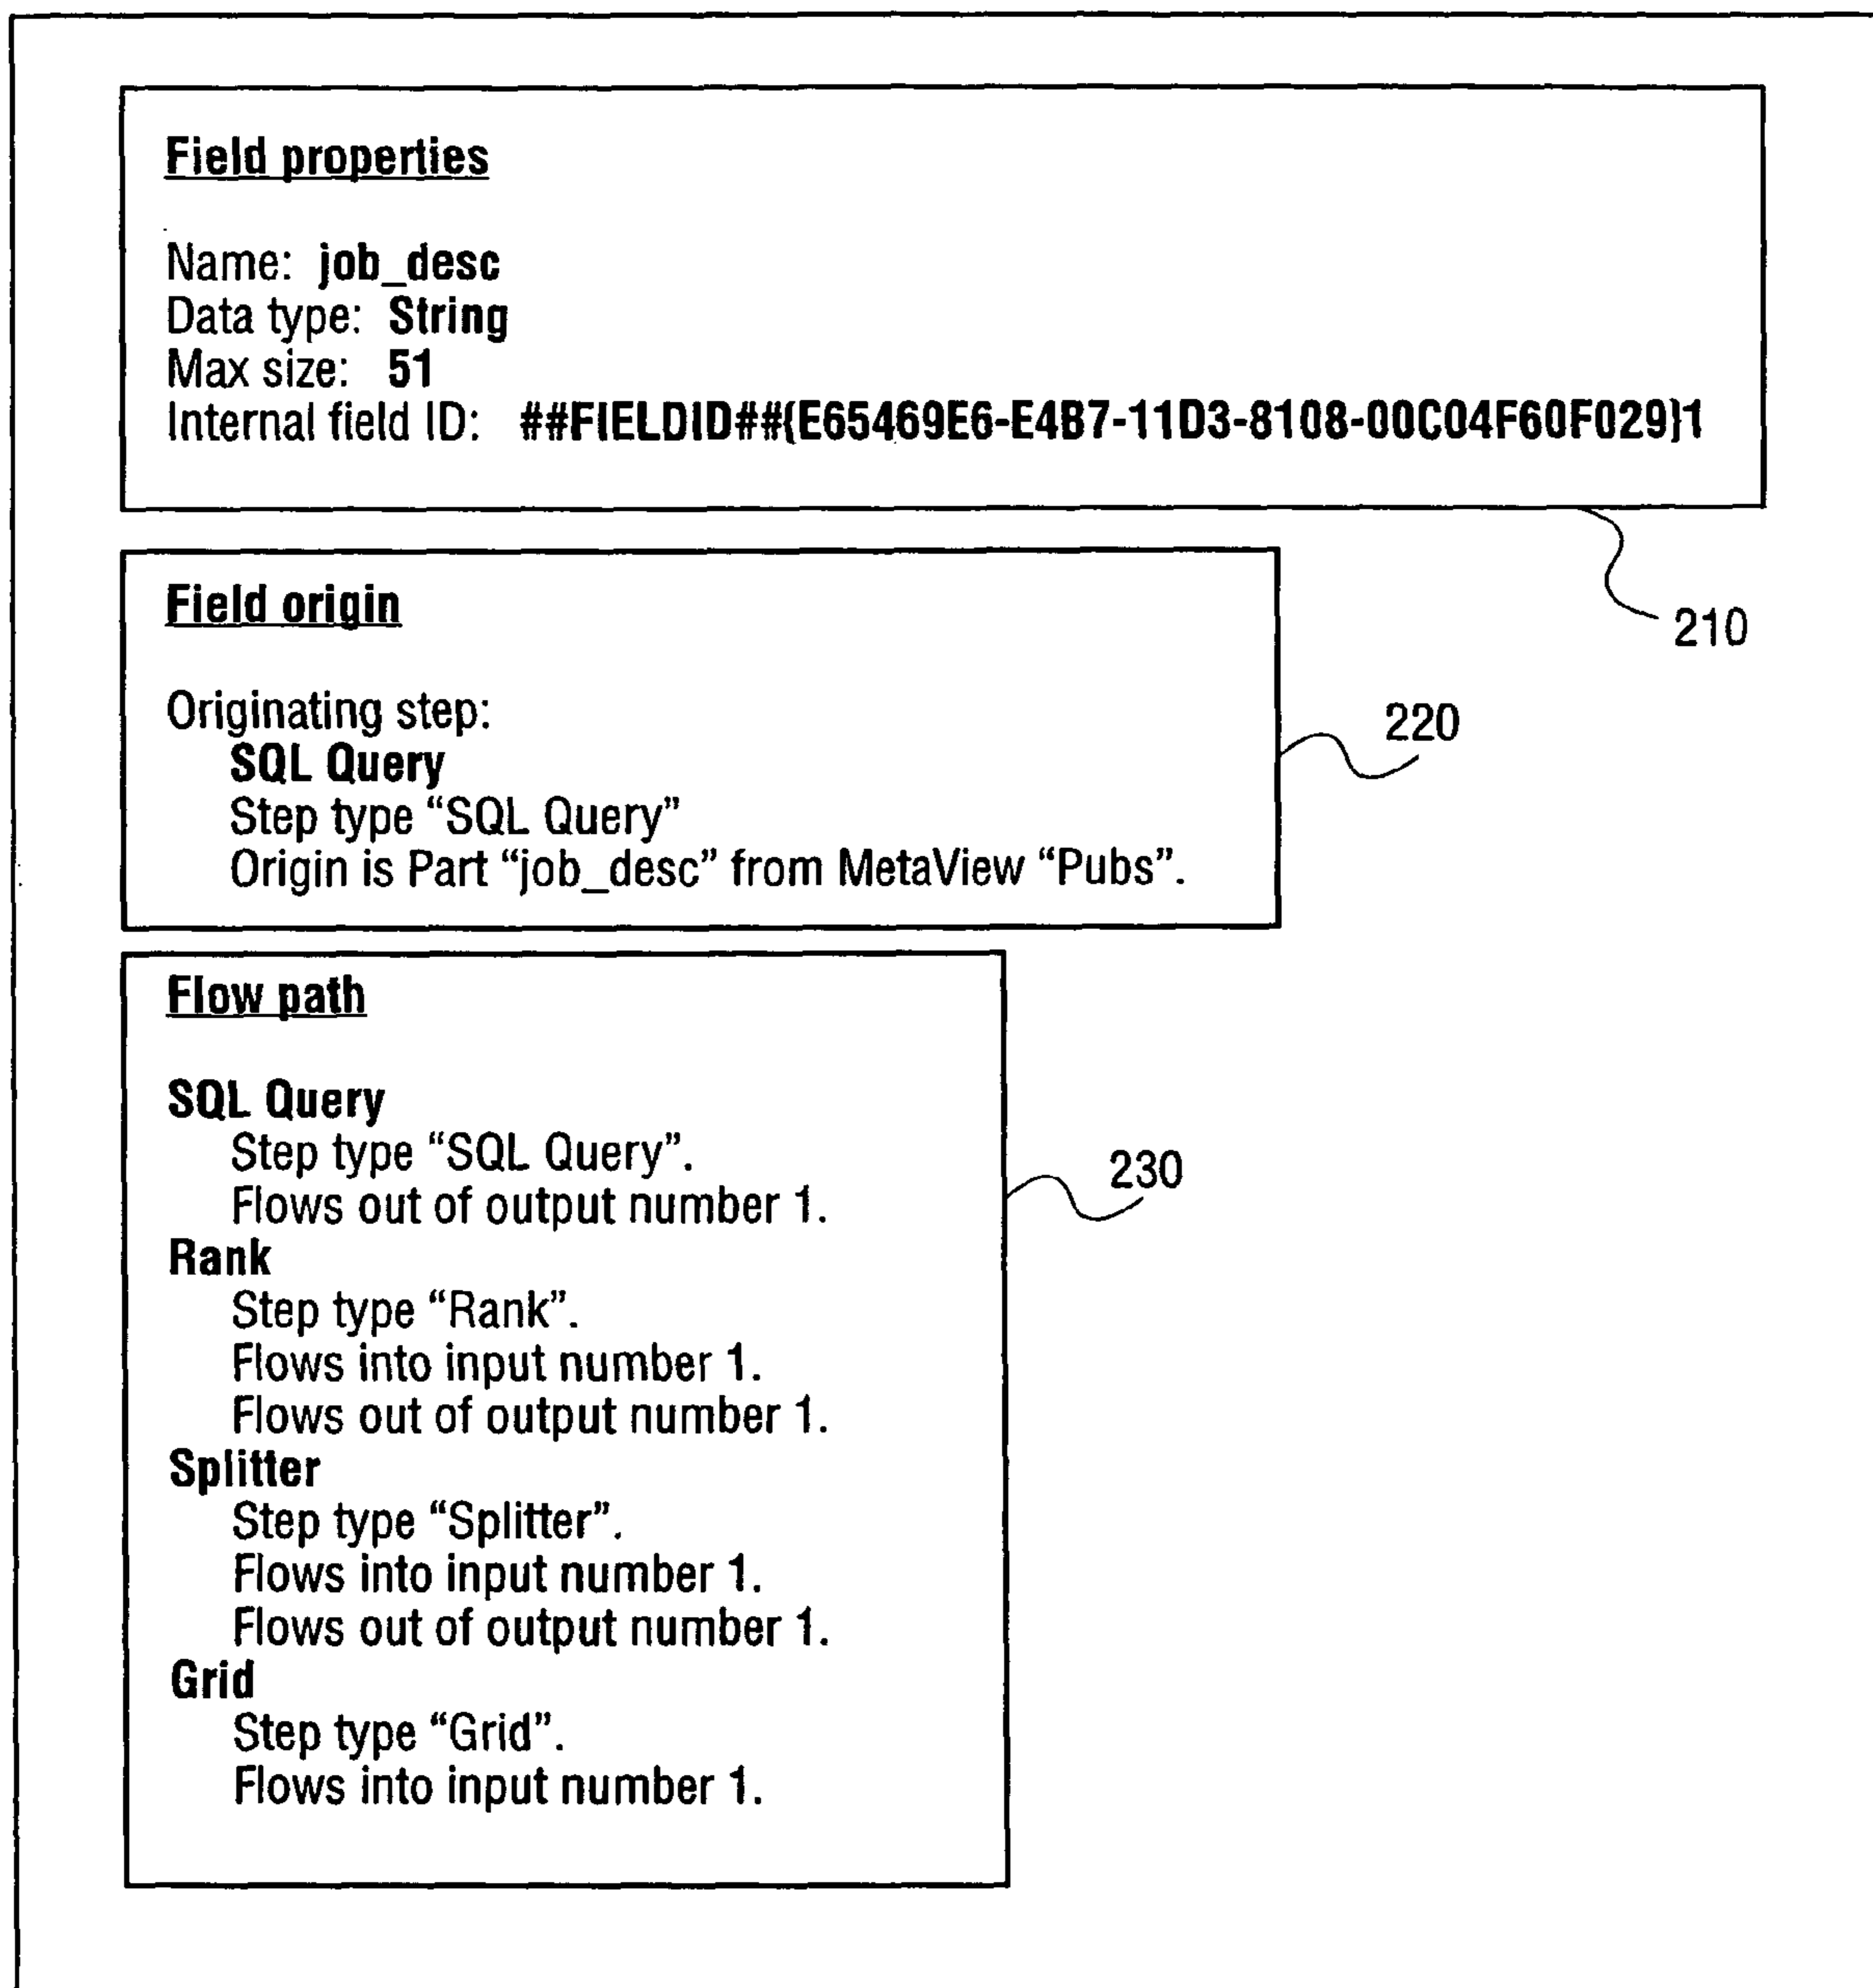 Field properties
Name: job_desc
Data type: String
Max size: 51
Internal field ID: ##FIELDID##{E65469E6-E4B7-11D3-8108-00C04F60F029}1
210
Field origin
Originating step:
SQL Query
Step type “SQL Query”
Origin is Part “job_desc” from MetaView “Pubs”.
220
Flow path
SQL Query
Step type “SQL Query”.
Flows out of output number 1.
230
Rank
Step type “Rank”.
Flows into input number 1.
Flows out of output number 1.
Splitter
Step type “Splitter”.
Flows into input number 1.
Flows out of output number 1.
Grid
Step type “Grid”.
Flows into input number 1.